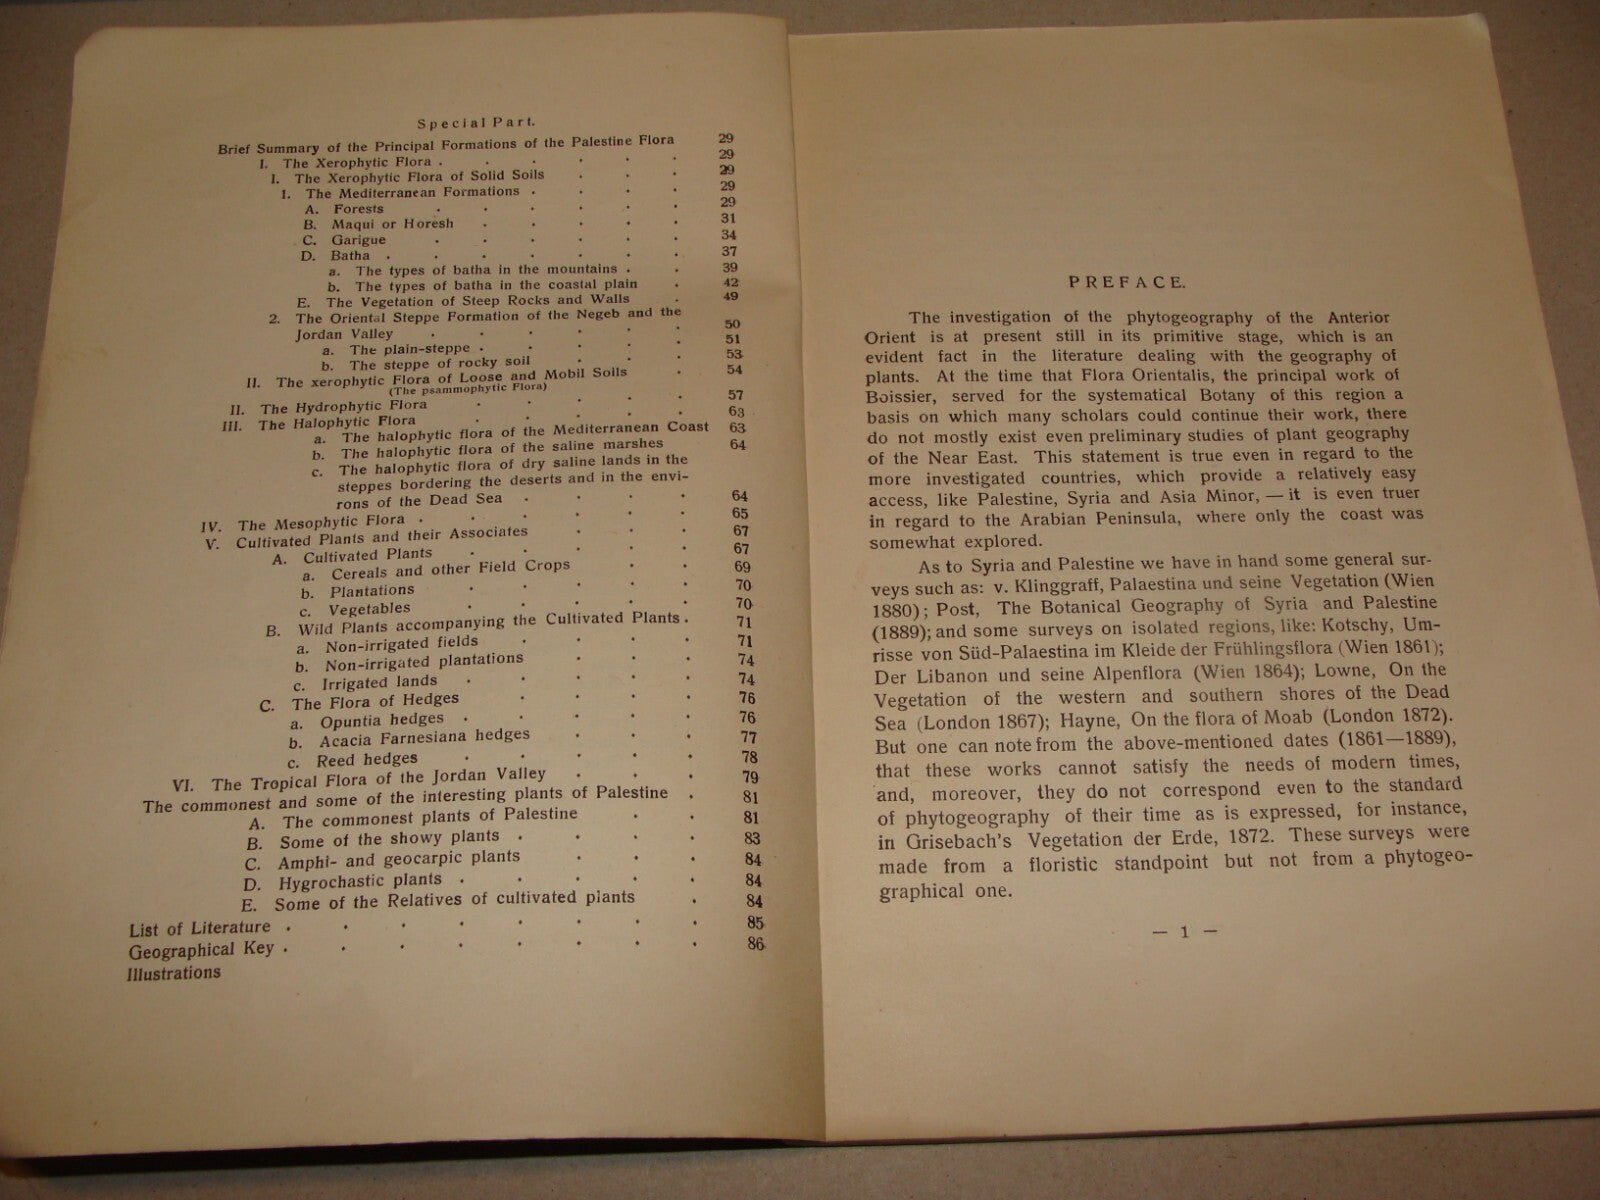 Special Part.
Brief Summary of the Principal Formations of the Palestine Flora 29
I. The Xerophytic Flora . . . . . . 29
I. The Xerophytic Flora of Solid Soils . . . 29
1. The Mediterranean Formations . . . . 29
A. Forests . . . . . . 29
B. Maqui or Horesh . . . . . 31
C. Garigue . . . . . . 34
D. Batha . . . . . . . 37
a. The types of batha in the mountains . . 39
b. The types of batha in the coastal plain . 42
E. The Vegetation of Steep Rocks and Walls . 49
2. The Oriental Steppe Formation of the Negeb and the
Jordan Valley . . . . . . 50
a. The plain-steppe . . . . . 51
b. The steppe of rocky soil . . . 53
II. The xerophytic Flora of Loose and Mobil Soils . 54
(The psammophytic Flora)
II. The Hydrophytic Flora . . . . . 57
III. The Halophytic Flora . . . . . 63
a. The halophytic flora of the Mediterranean Coast 63
b. The halophytic flora of the saline marshes 64
c. The halophytic flora of dry saline lands in the
steppes bordering the deserts and in the envi-
rons of the Dead Sea . . . . 64
IV. The Mesophytic Flora . . . . . . 65
V. Cultivated Plants and their Associates . . . 67
A. Cultivated Plants . . . . . 67
a. Cereals and other Field Crops . . 69
b. Plantations . . . . . 70
c. Vegetables . . . . . 70
B. Wild Plants accompanying the Cultivated Plants . 71
a. Non-irrigated fields . . . . 71
b. Non-irrigated plantations . . . 74
c. Irrigated lands . . . . . 74
C. The Flora of Hedges . . . . 76
a. Opuntia hedges . . . . . 76
b. Acacia Farnesiana hedges . . . 77
c. Reed hedges . . . . . 78
VI. The Tropical Flora of the Jordan Valley . . . 79
The commonest and some of the interesting plants of Palestine . 81
A. The commonest plants of Palestine . . 81
B. Some of the showy plants . . . . 83
C. Amphi- and geocarpic plants . . . 84
D. Hygrochastic plants . . . . . 84
E. Some of the Relatives of cultivated plants . 84
List of Literature . . . . . . . . 85
Geographical Key . . . . . . . . 86
Illustrations
PREFACE.
The investigation of the phytogeography of the Anterior
Orient is at present still in its primitive stage, which is an
evident fact in the literature dealing with the geography of
plants. At the time that Flora Orientalis, the principal work of
Boissier, served for the systematical Botany of this region a
basis on which many scholars could continue their work, there
do not mostly exist even preliminary studies of plant geography
of the Near East. This statement is true even in regard to the
more investigated countries, which provide a relatively easy
access, like Palestine, Syria and Asia Minor, — it is even truer
in regard to the Arabian Peninsula, where only the coast was
somewhat explored.
As to Syria and Palestine we have in hand some general sur-
veys such as: v. Klinggraff, Palaestina und seine Vegetation (Wien
1880); Post, The Botanical Geography of Syria and Palestine
(1889); and some surveys on isolated regions, like: Kotschy, Um-
risse von Süd-Palaestina im Kleide der Frühlingsflora (Wien 1861);
Der Libanon und seine Alpenflora (Wien 1864); Lowne, On the
Vegetation of the western and southern shores of the Dead
Sea (London 1867); Hayne, On the flora of Moab (London 1872).
But one can note from the above-mentioned dates (1861—1889),
that these works cannot satisfy the needs of modern times,
and, moreover, they do not correspond even to the standard
of phytogeography of their time as is expressed, for instance,
in Grisebach's Vegetation der Erde, 1872. These surveys were
made from a floristic standpoint but not from a phytogeo-
graphical one.
— 1 —